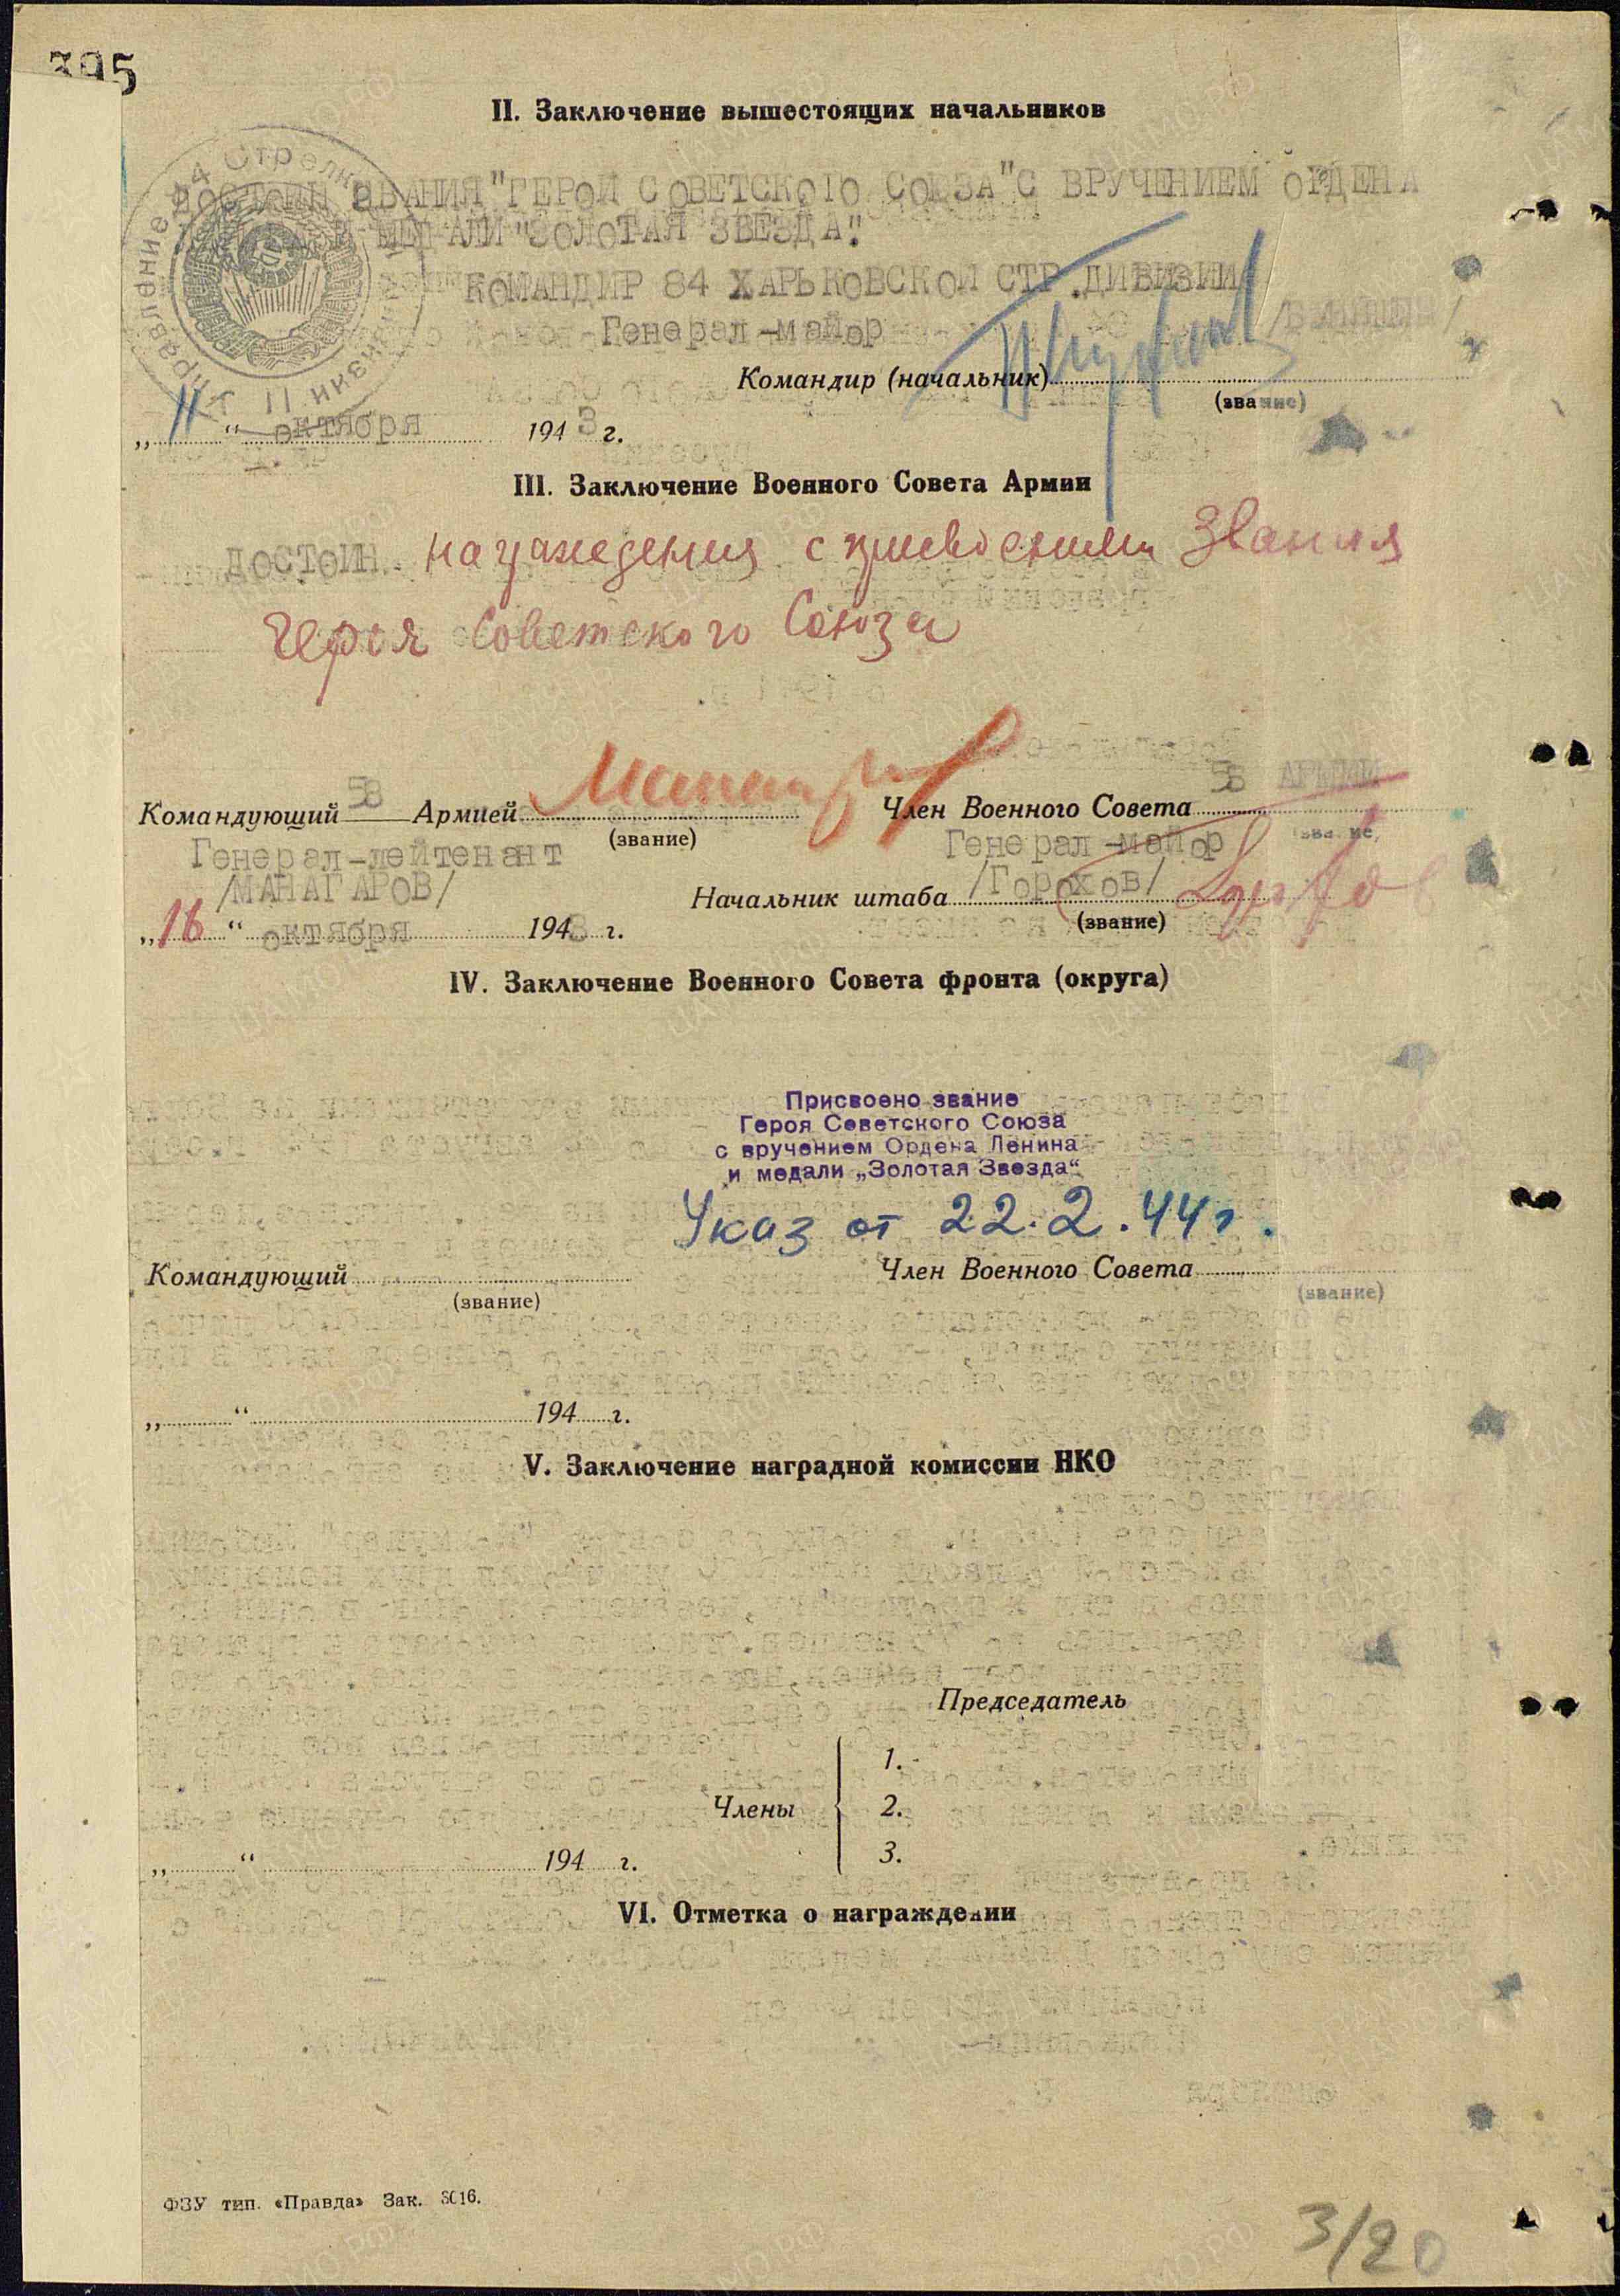 395
II. Заключение вышестоящих начальников
ДОСТОИН ЗВАНИЯ "ГЕРОЙ СОВЕТСКОГО СОЮЗА" С ВРУЧЕНИЕМ ОРДЕНА
МЕДАЛИ "ЗОЛОТАЯ ЗВЕЗДА".
КОМАНДИР 84 ХАРЬКОВСКОЙ СТР.ДИВИЗИИ
Генерал-майор
Командир (начальник)
(звание)
„11“ октября 1943 г.
III. Заключение Военного Совета Армии
ДОСТОИН награждения с присвоением Звания
Героя Советского Союза
Командующий 53 Армией Член Военного Совета 53 АРМИИ
(звание) (звание)
Генерал-лейтенант Генерал-майор
/МАНАГАРОВ/ Начальник штаба /Горохов/
(звание)
„16“ октября 1943 г.
IV. Заключение Военного Совета фронта (округа)
Присвоено звание
Героя Советского Союза
с вручением Ордена Ленина
и медали „Золотая Звезда“
Указ от 22.2.44г.
Командующий Член Военного Совета
(звание) (звание)
„ “ 194 г.
V. Заключение наградной комиссии НКО
Председатель
1.
Члены 2.
3.
„ “ 194 г.
VI. Отметка о награждении
ФЗУ тип. «Правда» Зак. 3016.
3/20